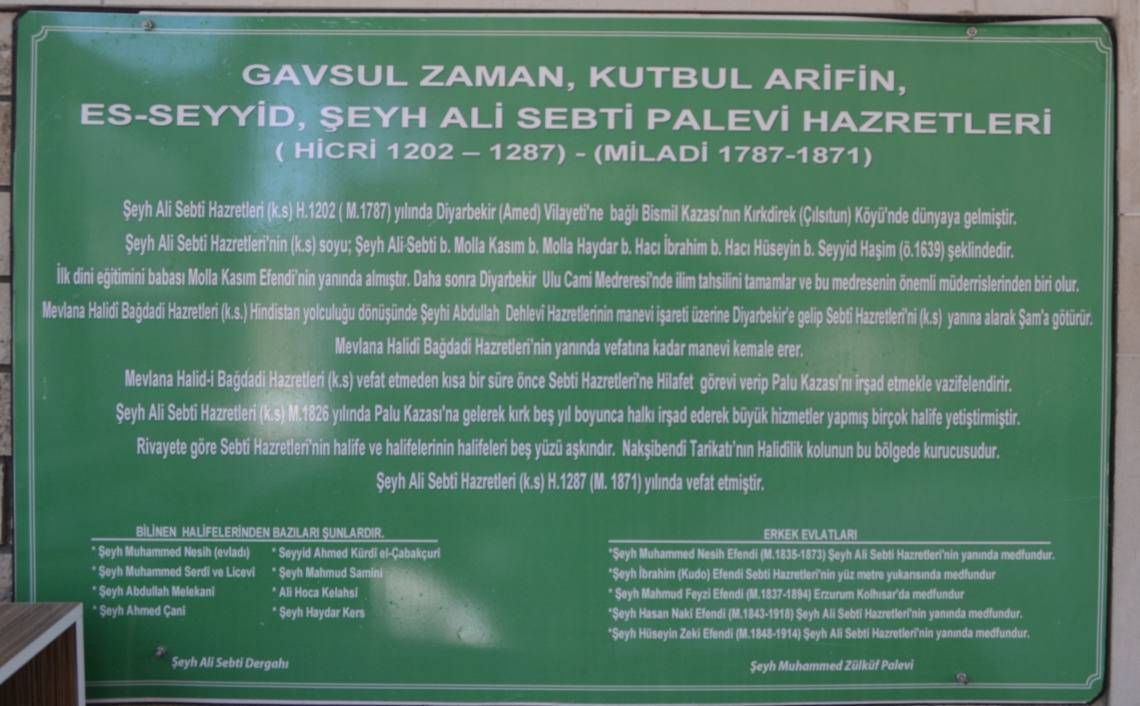 GAVSUL ZAMAN, KUTBUL ARİFİN,
ES-SEYYİD, ŞEYH ALİ SEBTİ PALEVİ HAZRETLERİ
( HİCRİ 1202 – 1287) - (MİLADİ 1787-1871)
Şeyh Ali Sebti Hazretleri (k.s) H.1202 ( M.1787) yılında Diyarbekir (Amed) Vilayeti'ne bağlı Bismil Kazası'nın Kırkdirek (Çılsıtun) Köyü'nde dünyaya gelmiştir.
Şeyh Ali Sebti Hazretleri'nin (k.s) soyu; Şeyh Ali-Sebti b. Molla Kasım b. Molla Haydar b. Hacı İbrahim b. Hacı Hüseyin b. Seyyid Haşim (ö.1639) şeklindedir.
İlk dini eğitimini babası Molla Kasım Efendi'nin yanında almıştır. Daha sonra Diyarbekir Ulu Cami Medreresi'nde ilim tahsilini tamamlar ve bu medresenin önemli müderrislerinden biri olur.
Mevlana Halidî Bağdadi Hazretleri (k.s.) Hindistan yolculuğu dönüşünde Şeyhi Abdullah Dehlevi Hazretlerinin manevi işareti üzerine Diyarbekir'e gelip Sebti Hazretleri'ni (k.s) yanına alarak Şam'a götürür.
Mevlana Halidî Bağdadi Hazretleri'nin yanında vefatına kadar manevi kemale erer.
Mevlana Halid-i Bağdadi Hazretleri (k.s) vefat etmeden kısa bir süre önce Sebti Hazretleri'ne Hilafet görevi verip Palu Kazası'nı irşad etmekle vazifelendirir.
Şeyh Ali Sebti Hazretleri (k.s) M.1826 yılında Palu Kazası'na gelerek kırk beş yıl boyunca halkı irşad ederek büyük hizmetler yapmış birçok halife yetiştirmiştir.
Rivayete göre Sebti Hazretleri'nin halife ve halifelerinin halifeleri beş yüzü aşkındır. Nakşibendi Tarikatı'nın Halidîlik kolunun bu bölgede kurucusudur.
Şeyh Ali Sebti Hazretleri (k.s) H.1287 (M. 1871) yılında vefat etmiştir.
BİLİNEN HALİFELERİNDEN BAZILARI ŞUNLARDIR.
* Şeyh Muhammed Nesih (evladı)
* Şeyh Muhammed Serdi ve Licevi
* Şeyh Abdullah Melekani
* Şeyh Ahmed Çani
* Seyyid Ahmed Kürdi el-Çabakçuri
* Şeyh Mahmud Samini
* Ali Hoca Kelahsi
* Şeyh Haydar Kers
ERKEK EVLATLARI
*Şeyh Muhammed Nesih Efendi (M.1835-1873) Şeyh Ali Sebti Hazretleri'nin yanında medfundur.
*Şeyh İbrahim (Kudo) Efendi Sebti Hazretleri'nin yüz metre yukarısında medfundur
* Şeyh Mahmud Feyzi Efendi (M.1837-1894) Erzurum Kolhısar'da medfundur
*Şeyh Hasan Naki Efendi (M.1843-1918) Şeyh Ali Sebti Hazretleri'nin yanında medfundur.
*Şeyh Hüseyin Zeki Efendi (M.1848-1914) Şeyh Ali Sebti Hazretleri'nin yanında medfundur.
Şeyh Ali Sebti Dergahı
Şeyh Muhammed Zülküf Palevi